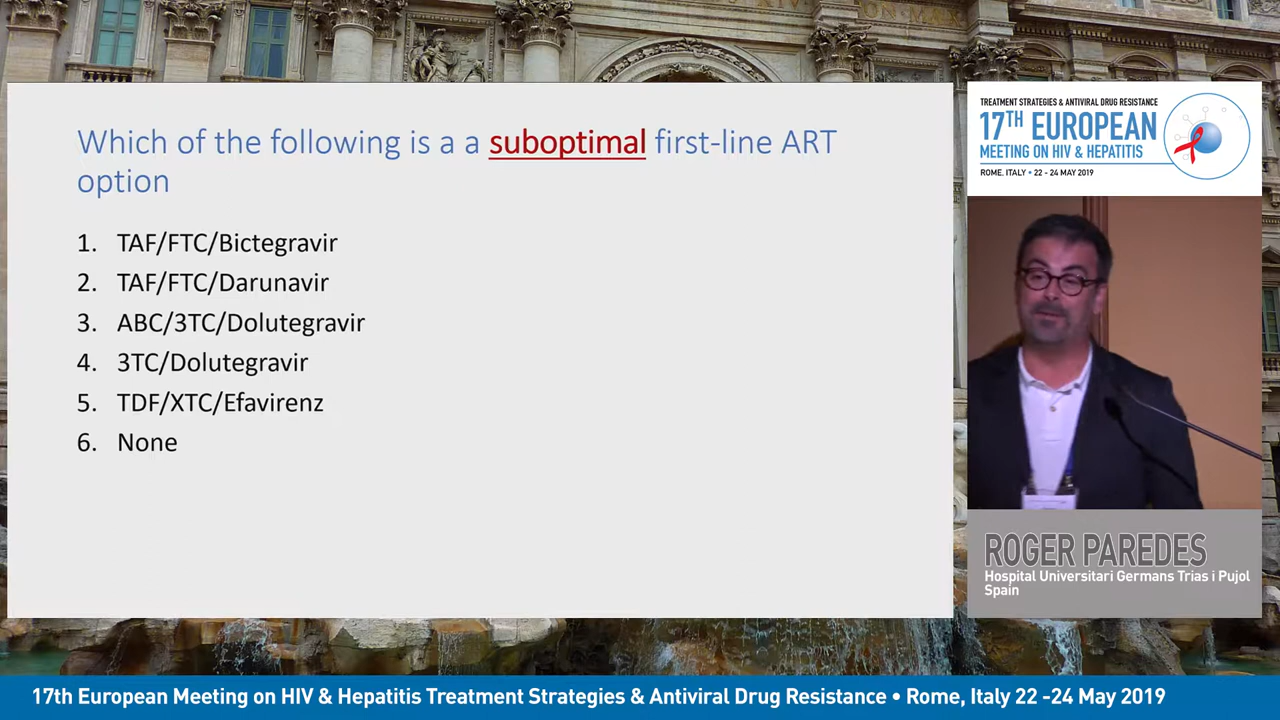 Which of the following is a a suboptimal first-line ART
option
1. TAF/FTC/Bictegravir
2. TAF/FTC/Darunavir
3. ABC/3TC/Dolutegravir
4. 3TC/Dolutegravir
5. TDF/XTC/Efavirenz
6. None
TREATMENT STRATEGIES & ANTIVIRAL DRUG RESISTANCE
17TH EUROPEAN
MEETING ON HIV & HEPATITIS
ROME, ITALY • 22 - 24 MAY 2019
ROGER PAREDES
Hospital Universitari Germans Trias i Pujol
Spain
17th European Meeting on HIV & Hepatitis Treatment Strategies & Antiviral Drug Resistance • Rome, Italy 22 -24 May 2019